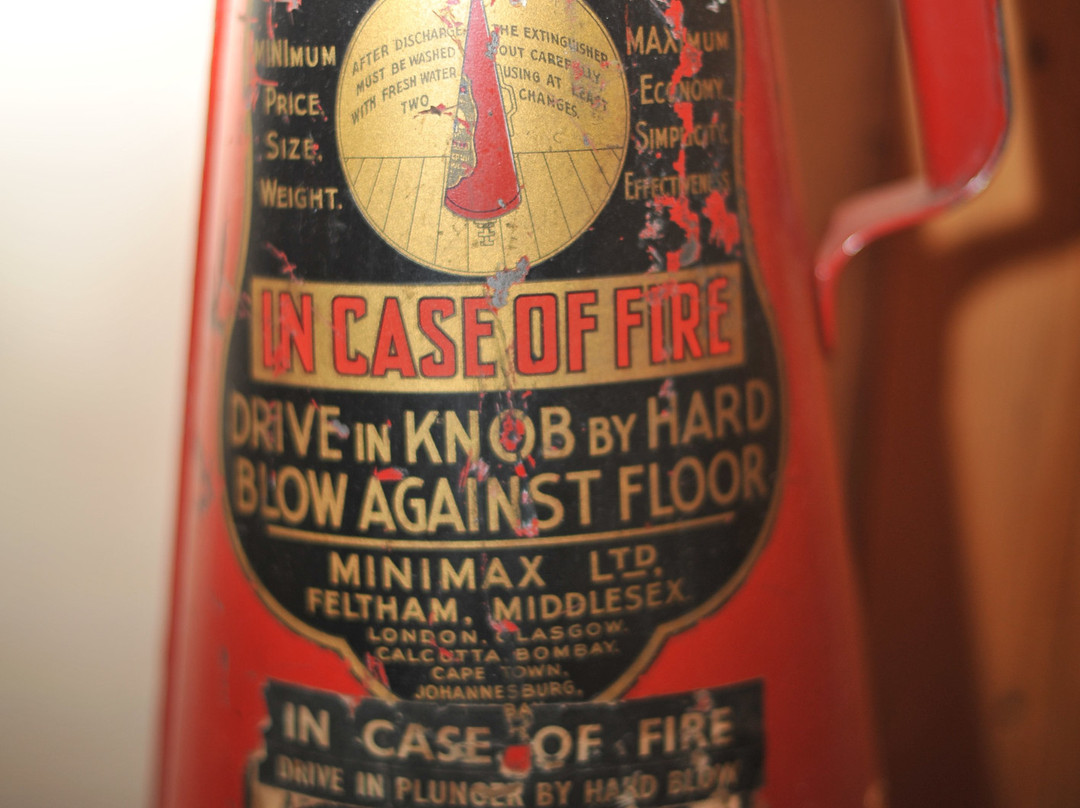 MINIMUM
PRICE.
SIZE.
WEIGHT.
AFTER DISCHARGE THE EXTINGUISHER
MUST BE WASHED OUT CAREFULLY
WITH FRESH WATER USING AT LEAST
TWO CHANGES.
MAXIMUM
ECONOMY.
SIMPLICITY.
EFFECTIVENESS
IN CASE OF FIRE
DRIVE IN KNOB BY HARD
BLOW AGAINST FLOOR
MINIMAX LTD.
FELTHAM, MIDDLESEX.
LONDON. GLASGOW.
CALCUTTA. BOMBAY.
CAPE TOWN.
JOHANNESBURG.
IN CASE OF FIRE
DRIVE IN PLUNGER BY HARD BLOW